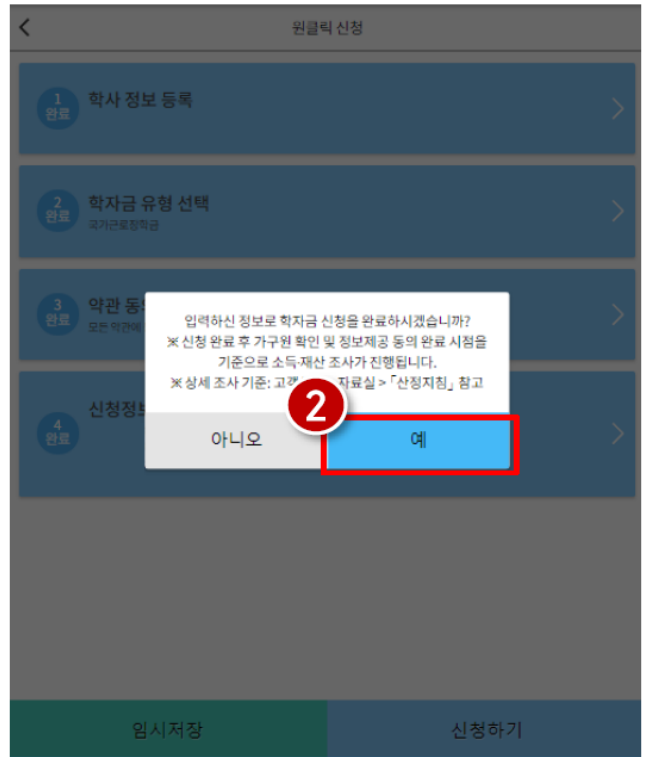 원클릭 신청
1
완료
학사 정보 등록
2
완료
학자금 유형 선택
국가근로장학금
3
완료
약관 동
모든 약관에
입력하신 정보로 학자금 신청을 완료하시겠습니까?
※ 신청 완료 후 가구원 확인 및 정보제공 동의 완료 시점을
기준으로 소득·재산 조사가 진행됩니다.
※ 상세 조사 기준: 고객 자료실 > 「산정지침」 참고
4
완료
신청정보
2
아니오
예
임시저장
신청하기